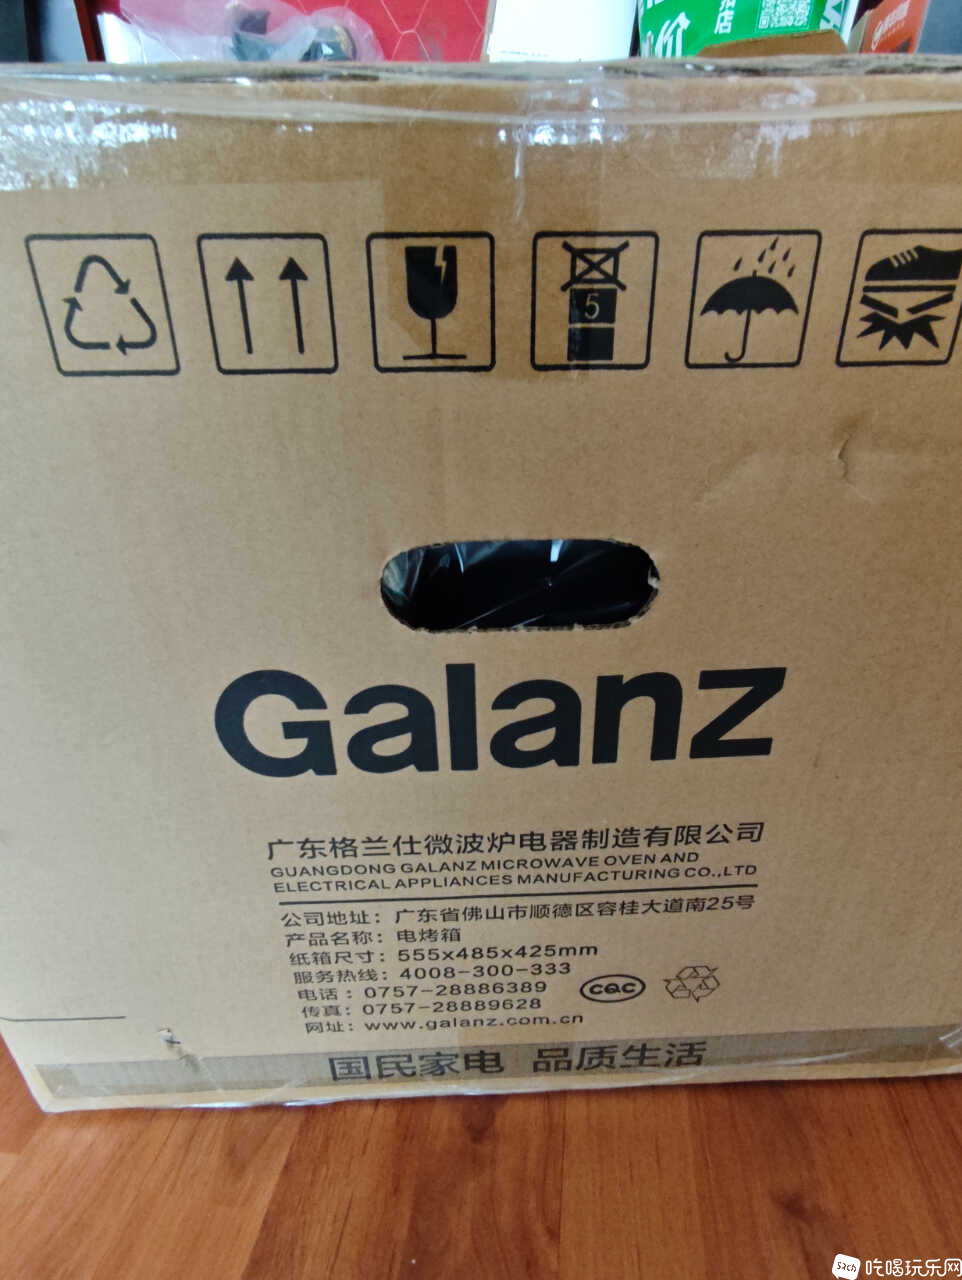 店
价
5
Galanz
广东格兰仕微波炉电器制造有限公司
GUANGDONG GALANZ MICROWAVE OVEN AND
ELECTRICAL APPLIANCES MANUFACTURING CO.,LTD
公司地址：广东省佛山市顺德区容桂大道南25号
产品名称：电烤箱
纸箱尺寸：555x485x425mm
服务热线：4008-300-333
电话：0757-28886389
传真：0757-28889628
网址：www.galanz.com.cn
CQC
国民家电 品质生活
sach 吃喝玩乐XX